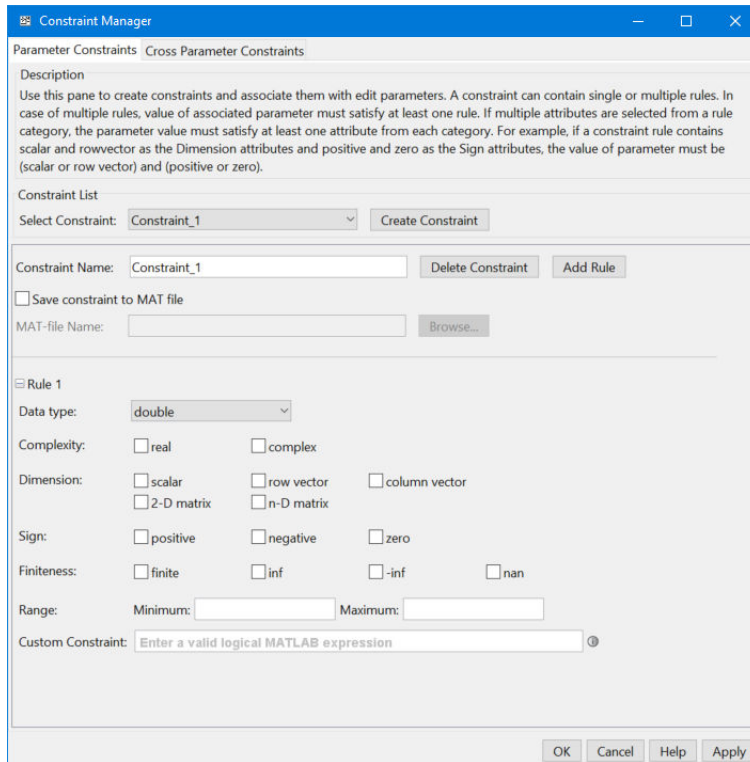 Constraint Manager
Parameter Constraints Cross Parameter Constraints
Description
Use this pane to create constraints and associate them with edit parameters. A constraint can contain single or multiple rules. In
case of multiple rules, value of associated parameter must satisfy at least one rule. If multiple attributes are selected from a rule
category, the parameter value must satisfy at least one attribute from each category. For example, if a constraint rule contains
scalar and rowvector as the Dimension attributes and positive and zero as the Sign attributes, the value of parameter must be
(scalar or row vector) and (positive or zero).
Constraint List
Select Constraint: Constraint_1 Create Constraint
Constraint Name: Constraint_1 Delete Constraint Add Rule
Save constraint to MAT file
MAT-file Name: Browse...
Rule 1
Data type: double
Complexity: real complex
Dimension: scalar row vector column vector
2-D matrix n-D matrix
Sign: positive negative zero
Finiteness: finite inf -inf nan
Range: Minimum: Maximum:
Custom Constraint: Enter a valid logical MATLAB expression
OK Cancel Help Apply